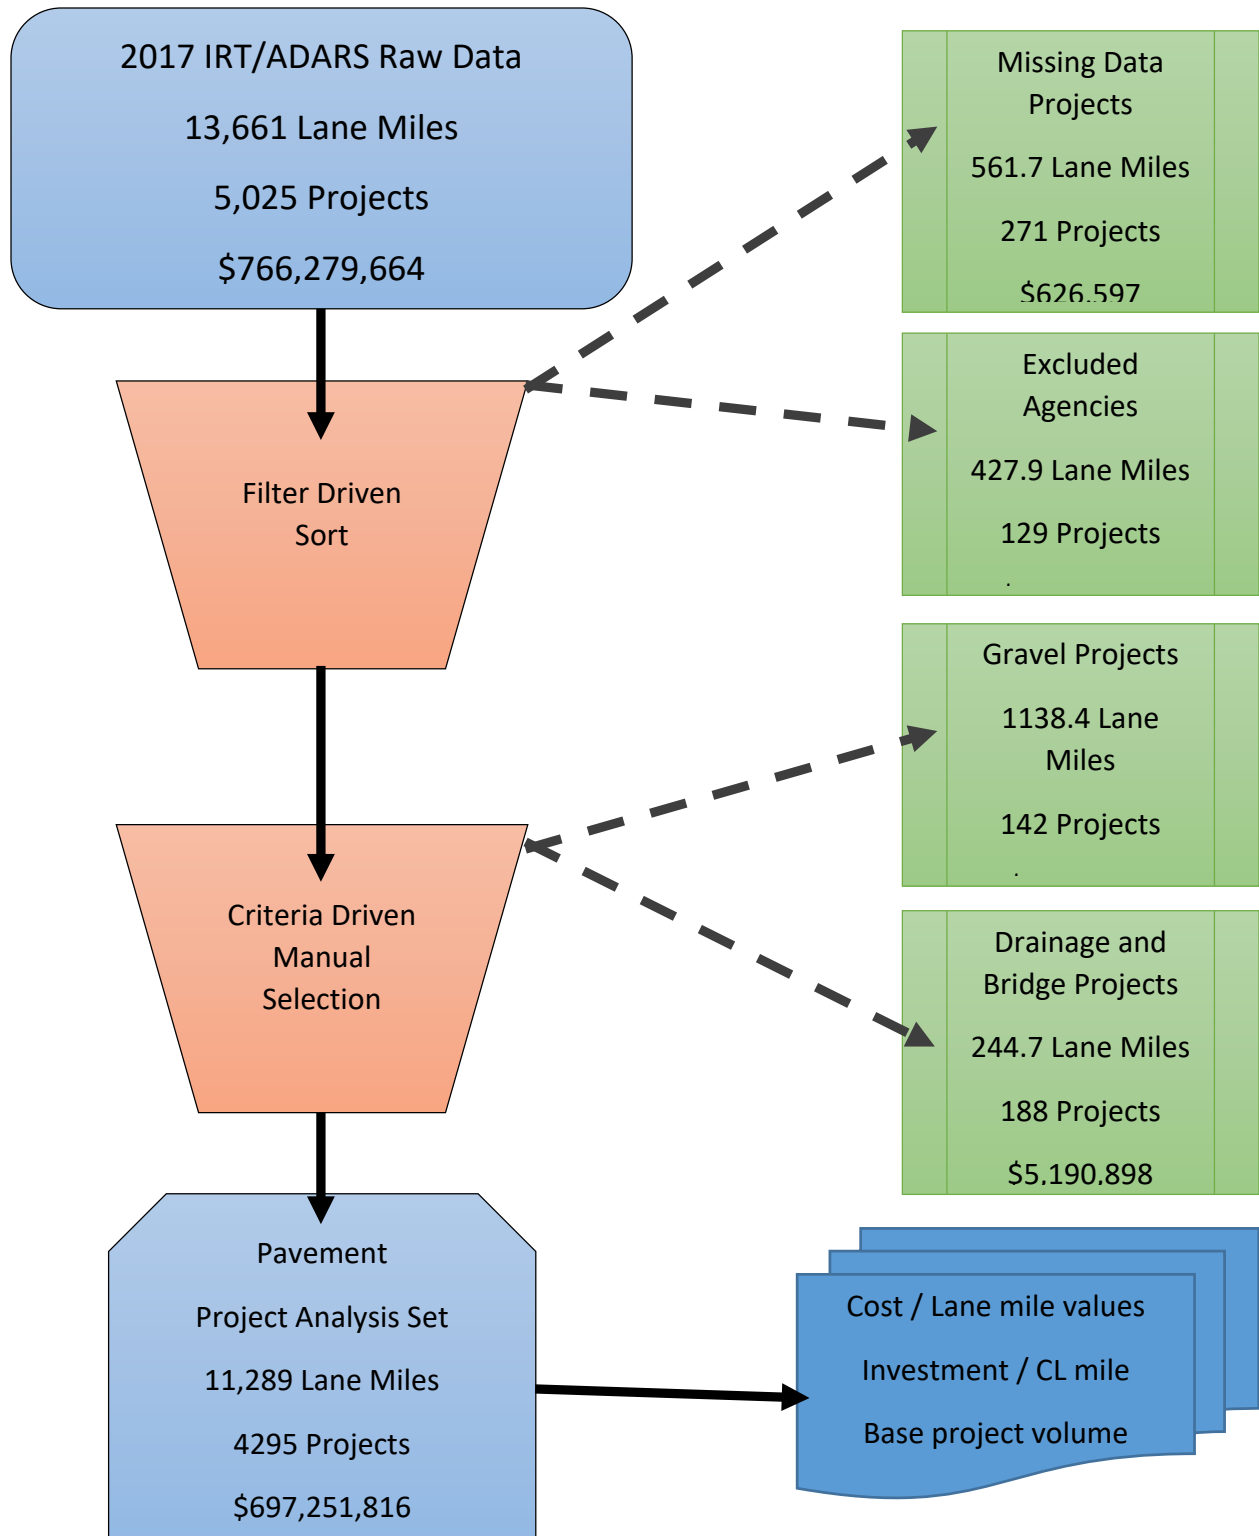 2017 IRT/ADARS Raw Data
13,661 Lane Miles
5,025 Projects
$766,279,664
Missing Data
Projects
561.7 Lane Miles
271 Projects
$626,597
Excluded
Agencies
427.9 Lane Miles
129 Projects
Filter Driven
Sort
Gravel Projects
1138.4 Lane
Miles
142 Projects
Criteria Driven
Manual
Selection
Drainage and
Bridge Projects
244.7 Lane Miles
188 Projects
$5,190,898
Pavement
Project Analysis Set
11,289 Lane Miles
4295 Projects
$697,251,816
Cost / Lane mile values
Investment / CL mile
Base project volume